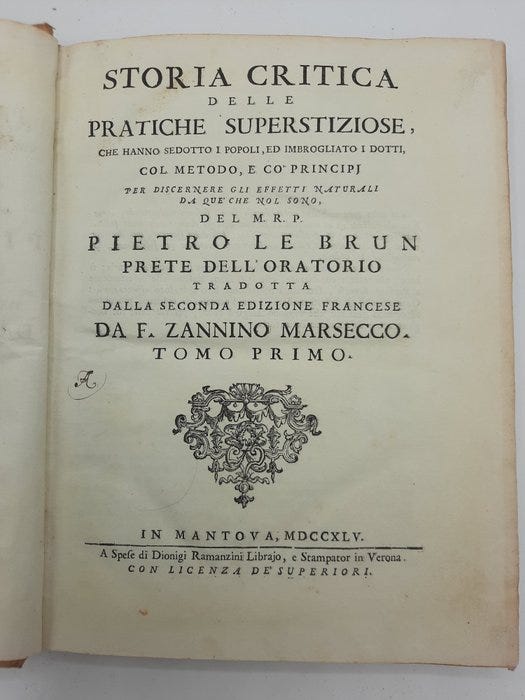 STORIA CRITICA
DELLE
PRATICHE SUPERSTIZIOSE,
CHE HANNO SEDOTTO I POPOLI, ED IMBROGLIATO I DOTTI,
COL METODO, E CO' PRINCIPJ
PER DISCERNERE GLI EFFETTI NATURALI
DA QUE' CHE NOL SONO,
DEL M. R. P.
PIETRO LE BRUN
PRETE DELL'ORATORIO
TRADOTTA
DALLA SECONDA EDIZIONE FRANCESE
DA F. ZANNINO MARSECCO.
TOMO PRIMO.
A
IN MANTOVA, MDCCXLV.
A Spese di Dionigi Ramanzini Librajo, e Stampator in Verona.
CON LICENZA DE' SUPERIORI.